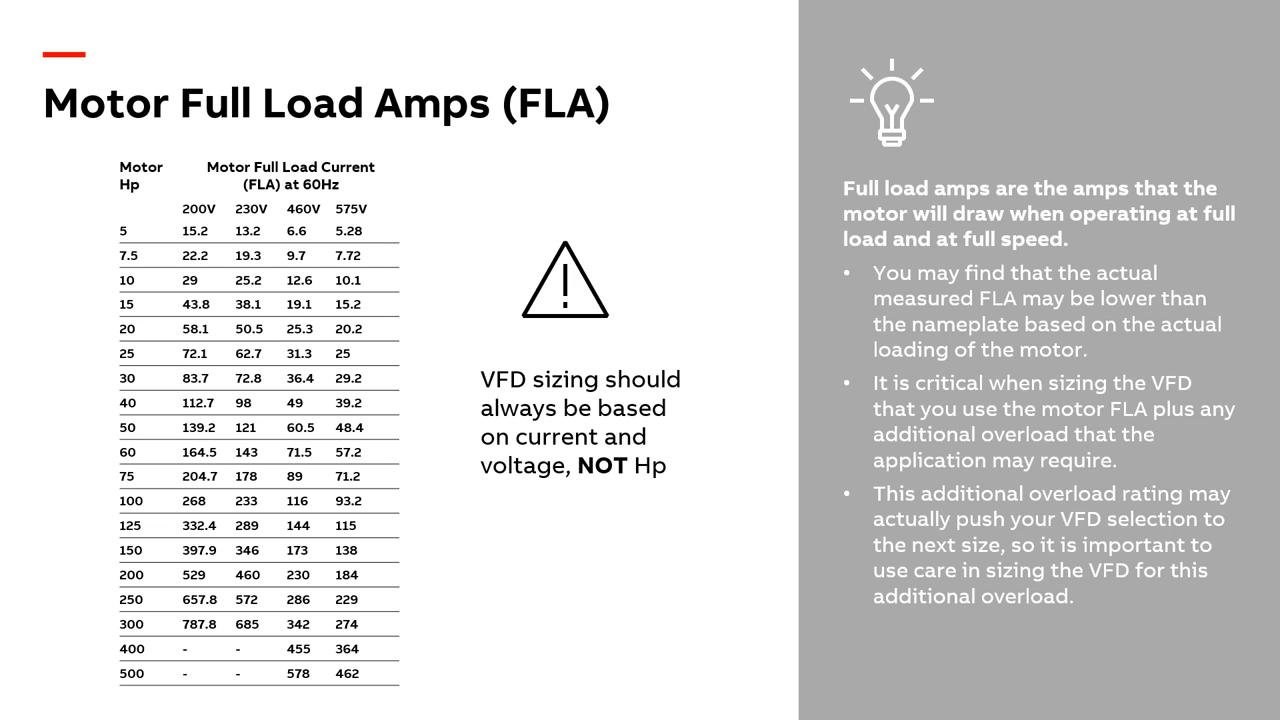 Motor Full Load Amps (FLA)
Motor Hp
Motor Full Load Current (FLA) at 60Hz
200V 230V 460V 575V
5 15.2 13.2 6.6 5.28
7.5 22.2 19.3 9.7 7.72
10 29 25.2 12.6 10.1
15 43.8 38.1 19.1 15.2
20 58.1 50.5 25.3 20.2
25 72.1 62.7 31.3 25
30 83.7 72.8 36.4 29.2
40 112.7 98 49 39.2
50 139.2 121 60.5 48.4
60 164.5 143 71.5 57.2
75 204.7 178 89 71.2
100 268 233 116 93.2
125 332.4 289 144 115
150 397.9 346 173 138
200 529 460 230 184
250 657.8 572 286 229
300 787.8 685 342 274
400 - - 455 364
500 - - 578 462
VFD sizing should
always be based
on current and
voltage, NOT Hp
Full load amps are the amps that the
motor will draw when operating at full
load and at full speed.
• You may find that the actual
measured FLA may be lower than
the nameplate based on the actual
loading of the motor.
• It is critical when sizing the VFD
that you use the motor FLA plus any
additional overload that the
application may require.
• This additional overload rating may
actually push your VFD selection to
the next size, so it is important to
use care in sizing the VFD for this
additional overload.